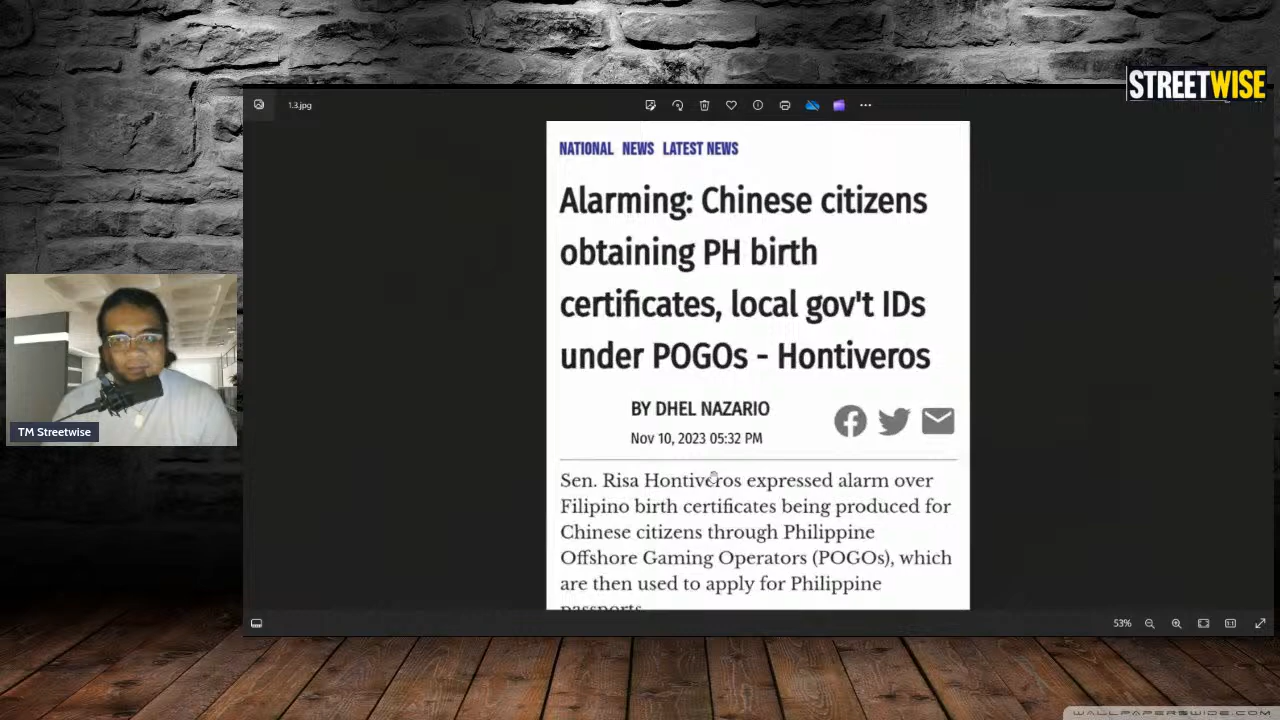 STREETWISE
1.3.jpg
NATIONAL NEWS LATEST NEWS
Alarming: Chinese citizens
obtaining PH birth
certificates, local gov't IDs
under POGOs - Hontiveros
BY DHEL NAZARIO
Nov 10, 2023 05:32 PM
Sen. Risa Hontiveros expressed alarm over
Filipino birth certificates being produced for
Chinese citizens through Philippine
Offshore Gaming Operators (POGOs), which
are then used to apply for Philippine
passports.
TM Streetwise
53%
WALLPAPERSWIDE.COM